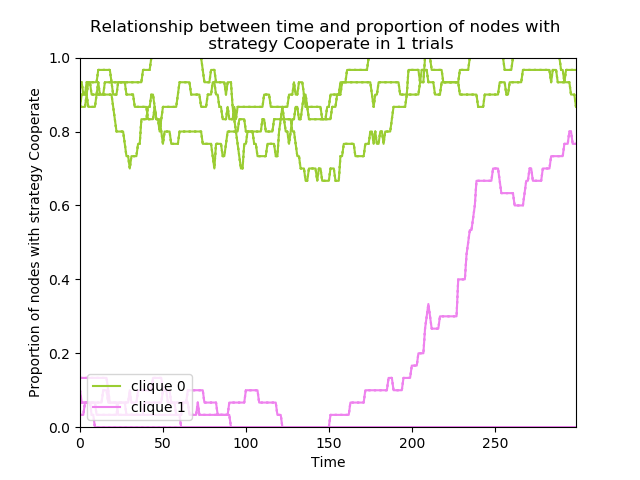 Relationship between time and proportion of nodes with
strategy Cooperate in 1 trials
Proportion of nodes with strategy Cooperate
1.0
0.8
0.6
0.4
0.2
0.0
clique 0
clique 1
0 50 100 150 200 250
Time